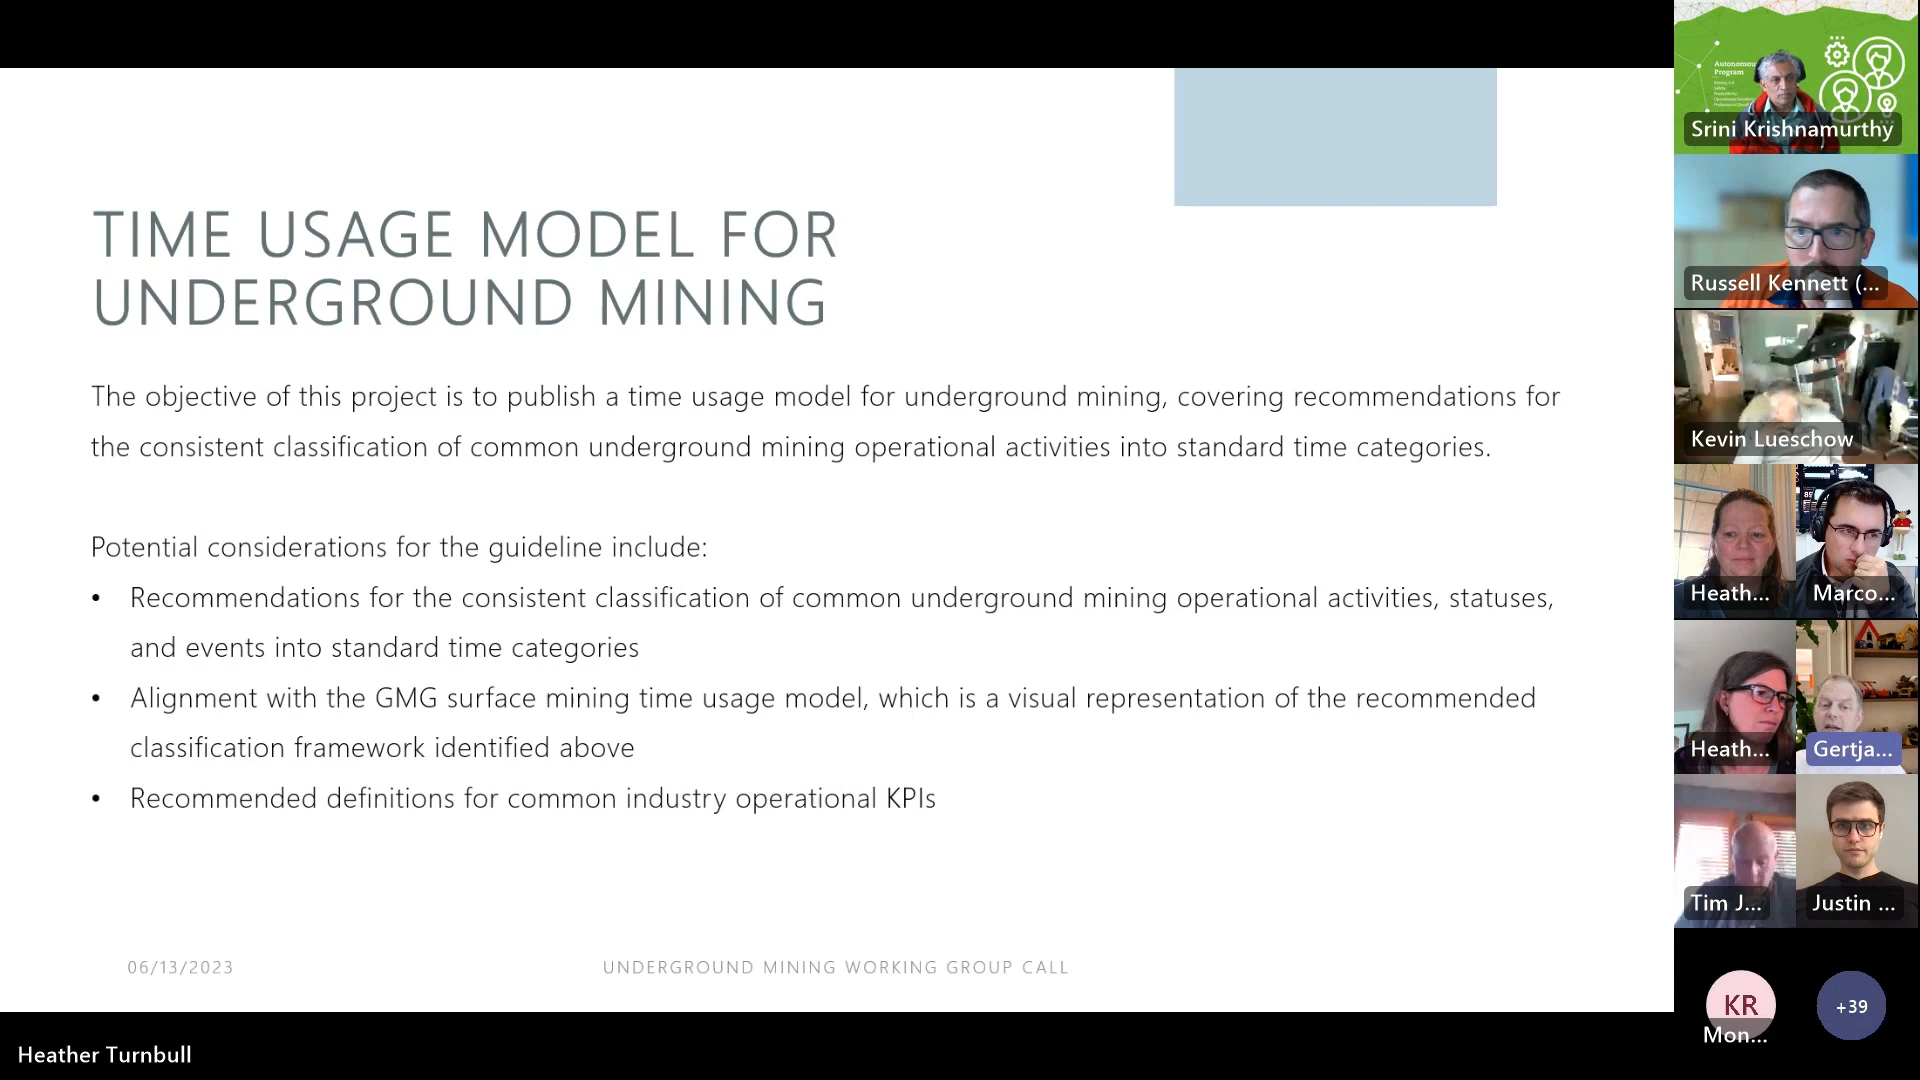 TIME USAGE MODEL FOR
UNDERGROUND MINING
The objective of this project is to publish a time usage model for underground mining, covering recommendations for
the consistent classification of common underground mining operational activities into standard time categories.
Potential considerations for the guideline include:
• Recommendations for the consistent classification of common underground mining operational activities, statuses,
and events into standard time categories
• Alignment with the GMG surface mining time usage model, which is a visual representation of the recommended
classification framework identified above
• Recommended definitions for common industry operational KPIs
06/13/2023
UNDERGROUND MINING WORKING GROUP CALL
Heather Turnbull
Autonomous
Program
Srini Krishnamurthy
Russell Kennett (...
Kevin Lueschow
Heath...
Marco...
Heath...
Gertja...
Tim J...
Justin ...
KR
Mon...
+39